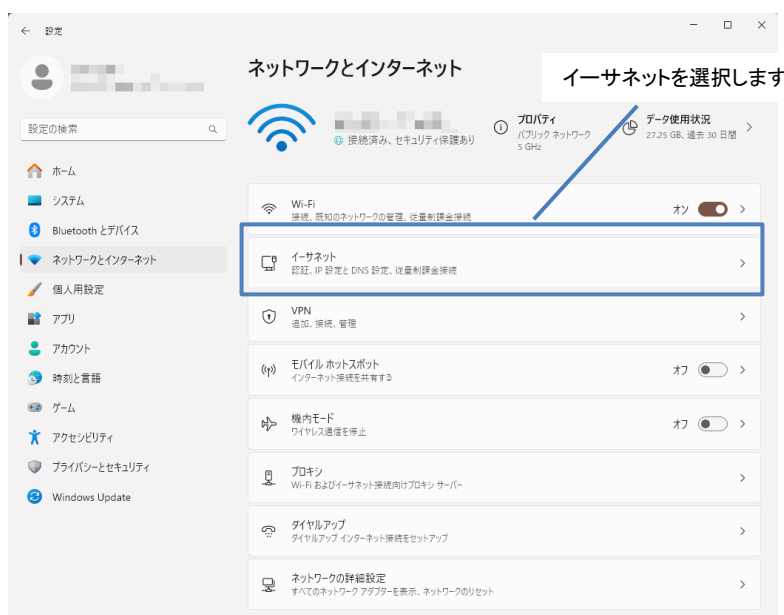 設定
ネットワークとインターネット
イーサネットを選択します
設定の検索
接続済み、セキュリティ保護あり
プロパティ
パブリック ネットワーク
5 GHz
データ使用状況
27.25 GB、過去 30 日間
ホーム
システム
Bluetooth とデバイス
ネットワークとインターネット
個人用設定
アプリ
アカウント
時刻と言語
ゲーム
アクセシビリティ
プライバシーとセキュリティ
Windows Update
Wi-Fi
接続、既知のネットワークの管理、従量制課金接続
オン
イーサネット
認証、IP 設定と DNS 設定、従量制課金接続
VPN
追加、接続、管理
モバイル ホットスポット
インターネット接続を共有する
オフ
機内モード
ワイヤレス通信を停止
オフ
プロキシ
Wi-Fi およびイーサネット接続向けプロキシ サーバー
ダイヤルアップ
ダイヤルアップ インターネット接続をセットアップ
ネットワークの詳細設定
すべてのネットワーク アダプターを表示、ネットワークのリセット